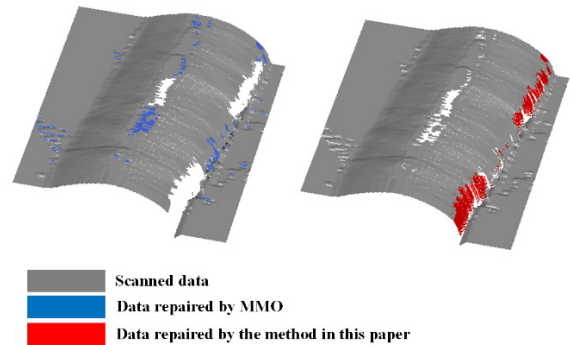 Scanned data
Data repaired by MMO
Data repaired by the method in this paper